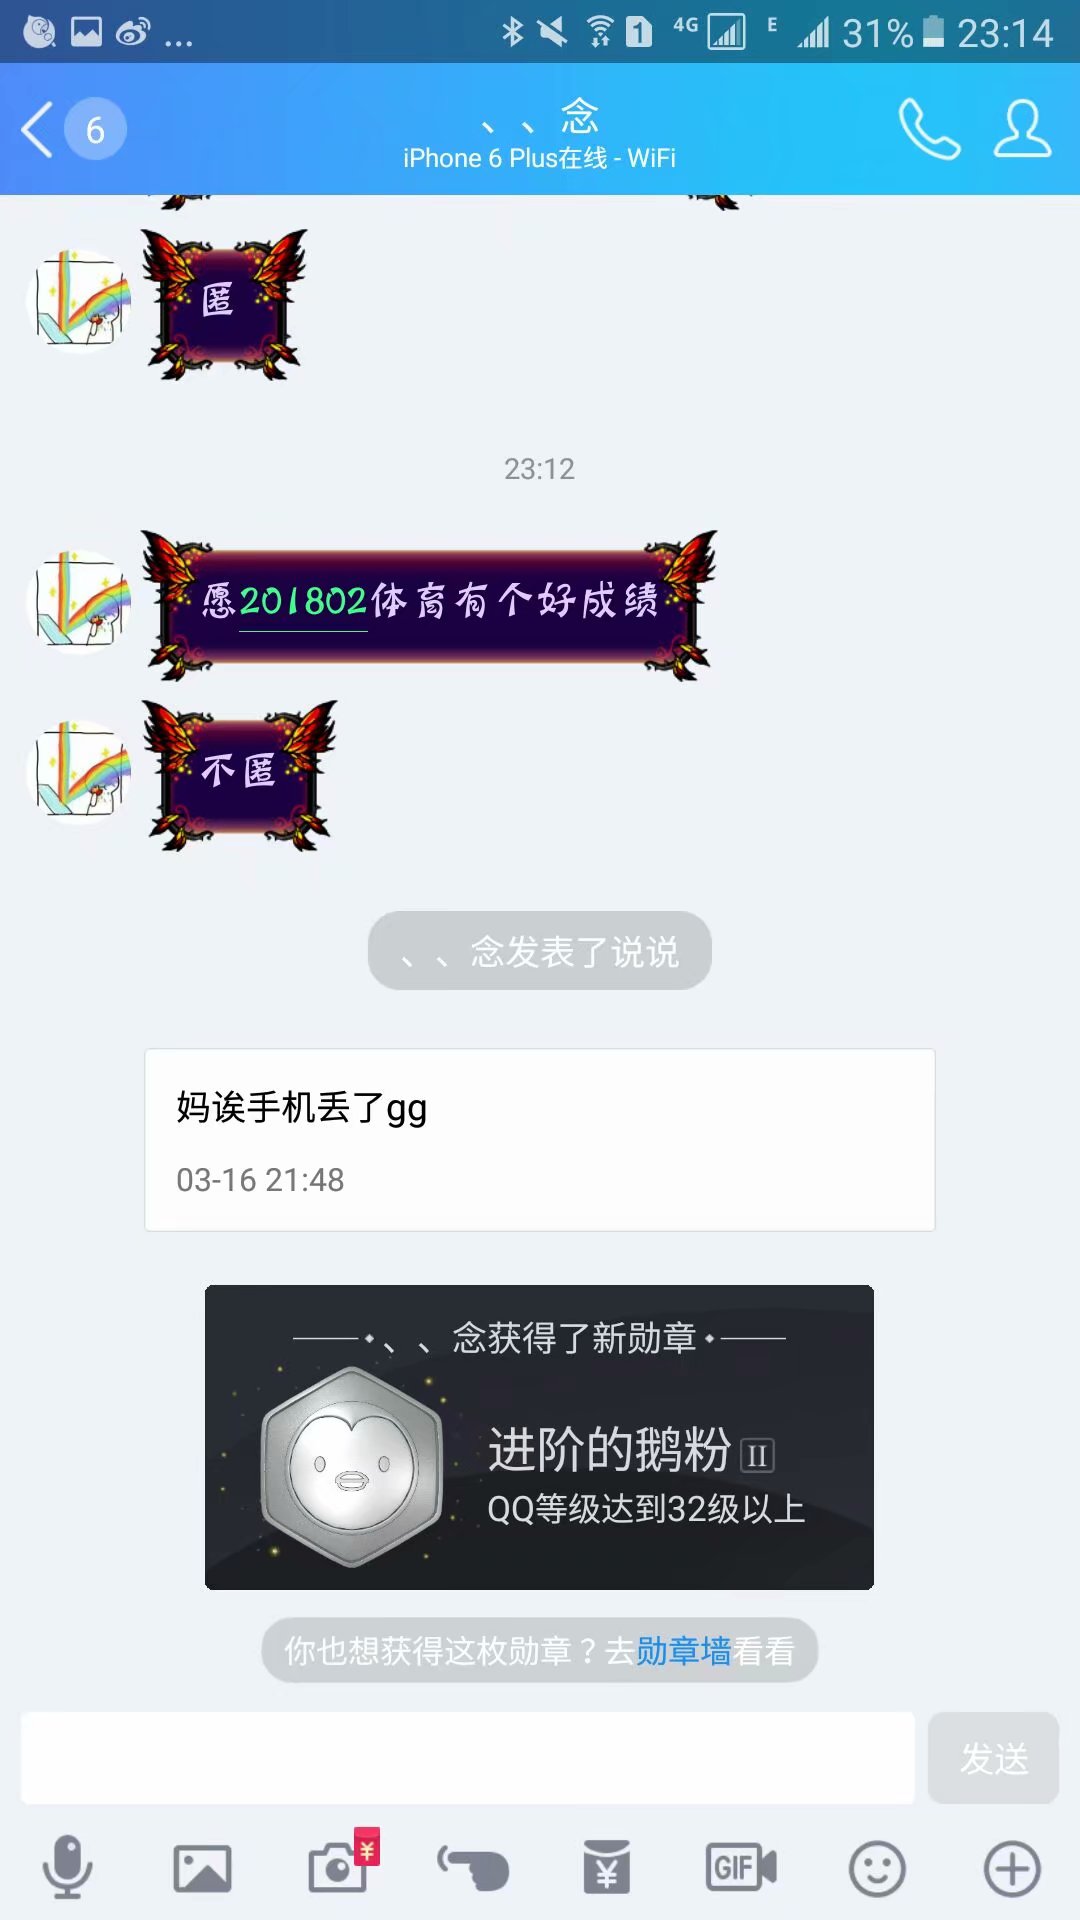 4G E 31% 23:14
6
、、念
iPhone 6 Plus在线 - WiFi
匿
23:12
愿201802体育有个好成绩
不匿
、、念发表了说说
妈诶手机丢了gg
03-16 21:48
、、念获得了新勋章
进阶的鹅粉 II
QQ等级达到32级以上
你也想获得这枚勋章？去勋章墙看看
发送
¥
¥
GIF